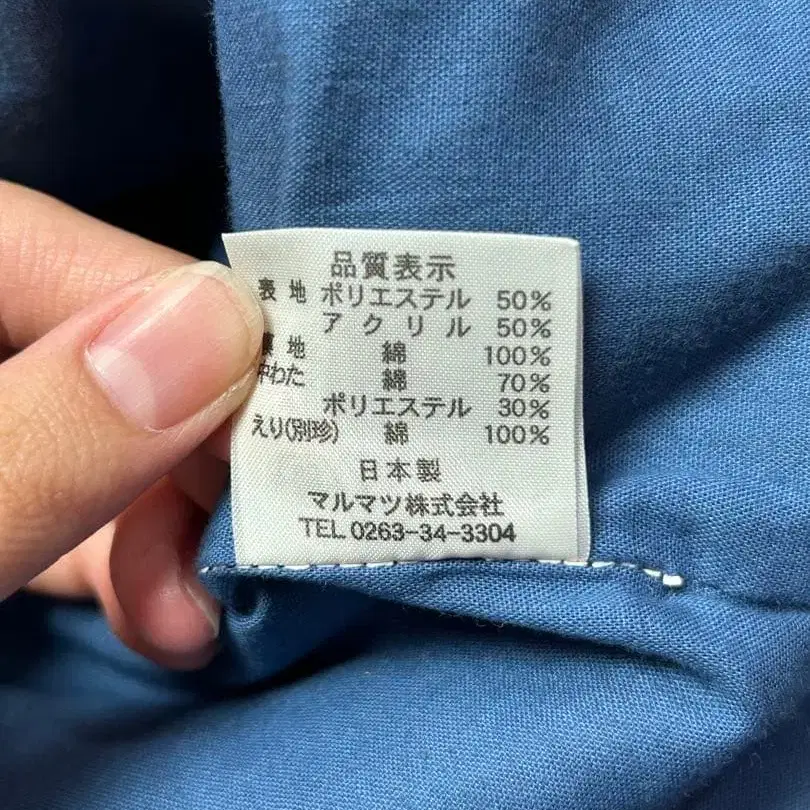 品質表示
表地 ポリエステル 50%
アクリル 50%
裏地 綿 100%
中わた 綿 70%
ポリエステル 30%
えり(別珍) 綿 100%
日本製
マルマツ株式会社
TEL 0263-34-3304